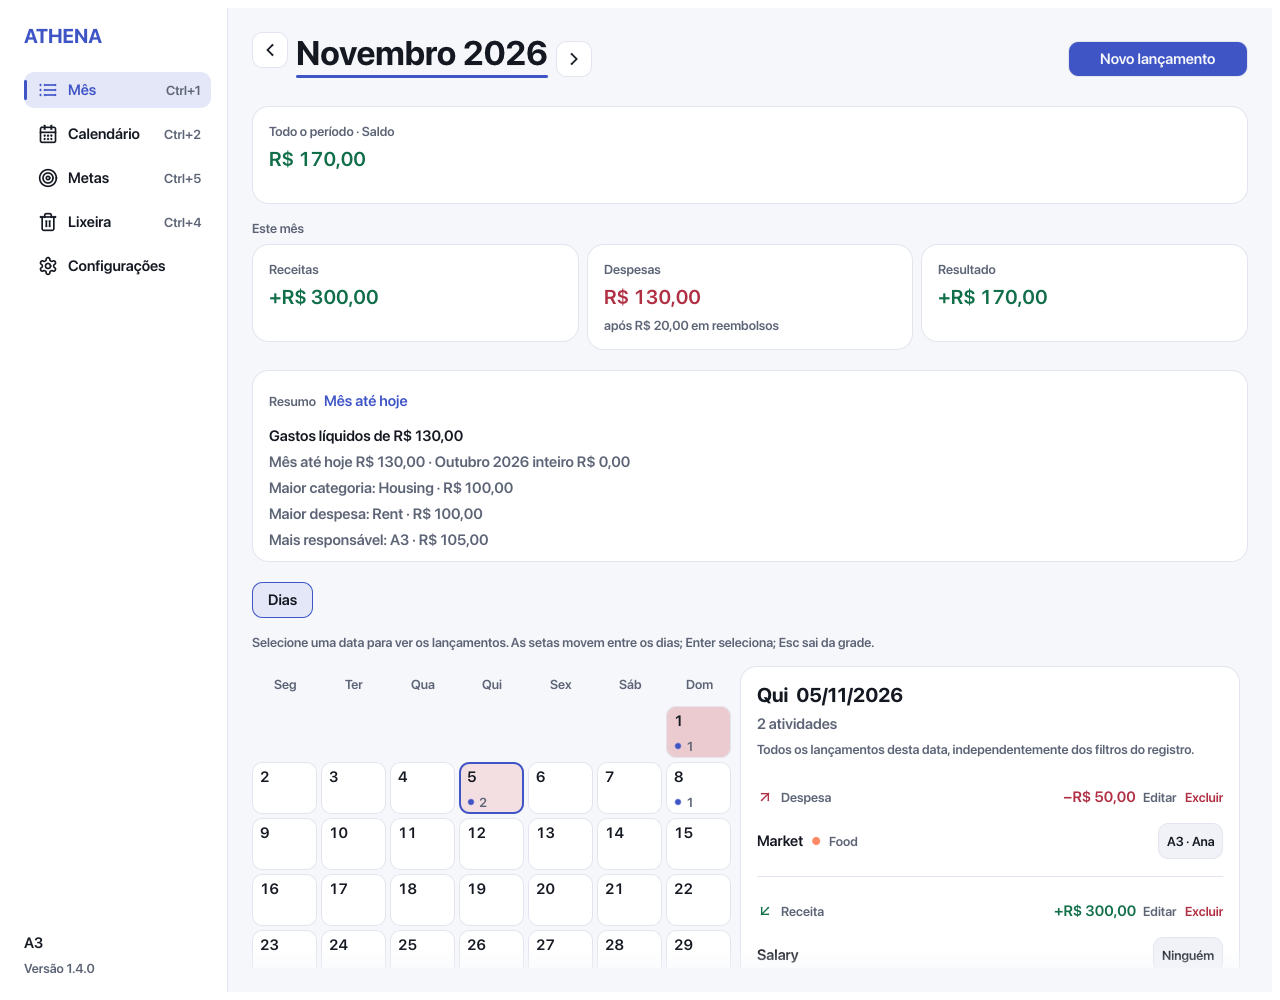 ATHENA
Mês Ctrl+1
Calendário Ctrl+2
Metas Ctrl+5
Lixeira Ctrl+4
Configurações
A3
Versão 1.4.0
Novembro 2026
Novo lançamento
Todo o período · Saldo
R$ 170,00
Este mês
Receitas
+R$ 300,00
Despesas
R$ 130,00
após R$ 20,00 em reembolsos
Resultado
+R$ 170,00
Resumo Mês até hoje
Gastos líquidos de R$ 130,00
Mês até hoje R$ 130,00 · Outubro 2026 inteiro R$ 0,00
Maior categoria: Housing · R$ 100,00
Maior despesa: Rent · R$ 100,00
Mais responsável: A3 · R$ 105,00
Dias
Selecione uma data para ver os lançamentos. As setas movem entre os dias; Enter seleciona; Esc sai da grade.
Seg Ter Qua Qui Sex Sáb Dom
1
1
2 3 4 5 6 7 8
2 1
9 10 11 12 13 14 15
16 17 18 19 20 21 22
23 24 25 26 27 28 29
Qui 05/11/2026
2 atividades
Todos os lançamentos desta data, independentemente dos filtros do registro.
Despesa −R$ 50,00 Editar Excluir
Market Food A3 · Ana
Receita +R$ 300,00 Editar Excluir
Salary Ninguém